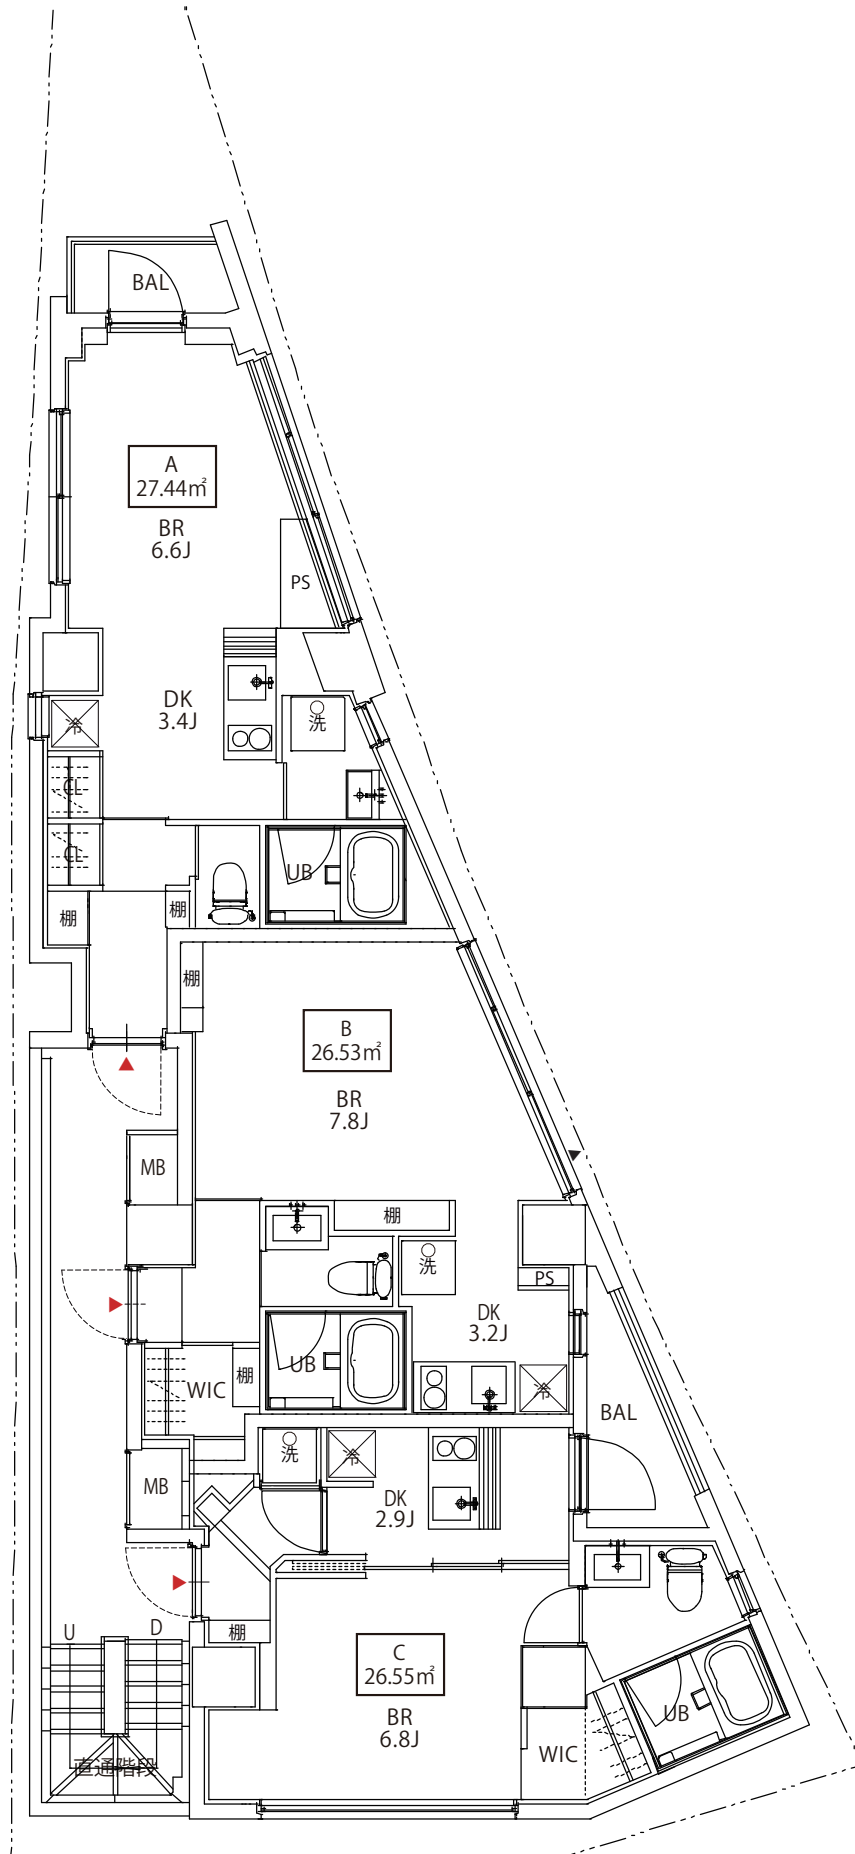 BAL
A
27.44㎡
BR
6.6J
PS
DK
3.4J
冷
洗
CL
CL
UB
棚
棚
棚
B
26.53㎡
BR
7.8J
MB
棚
洗
PS
DK
3.2J
UB
WIC
棚
冷
BAL
洗
冷
MB
DK
2.9J
U
D
棚
C
26.55㎡
BR
6.8J
UB
WIC
直通階段